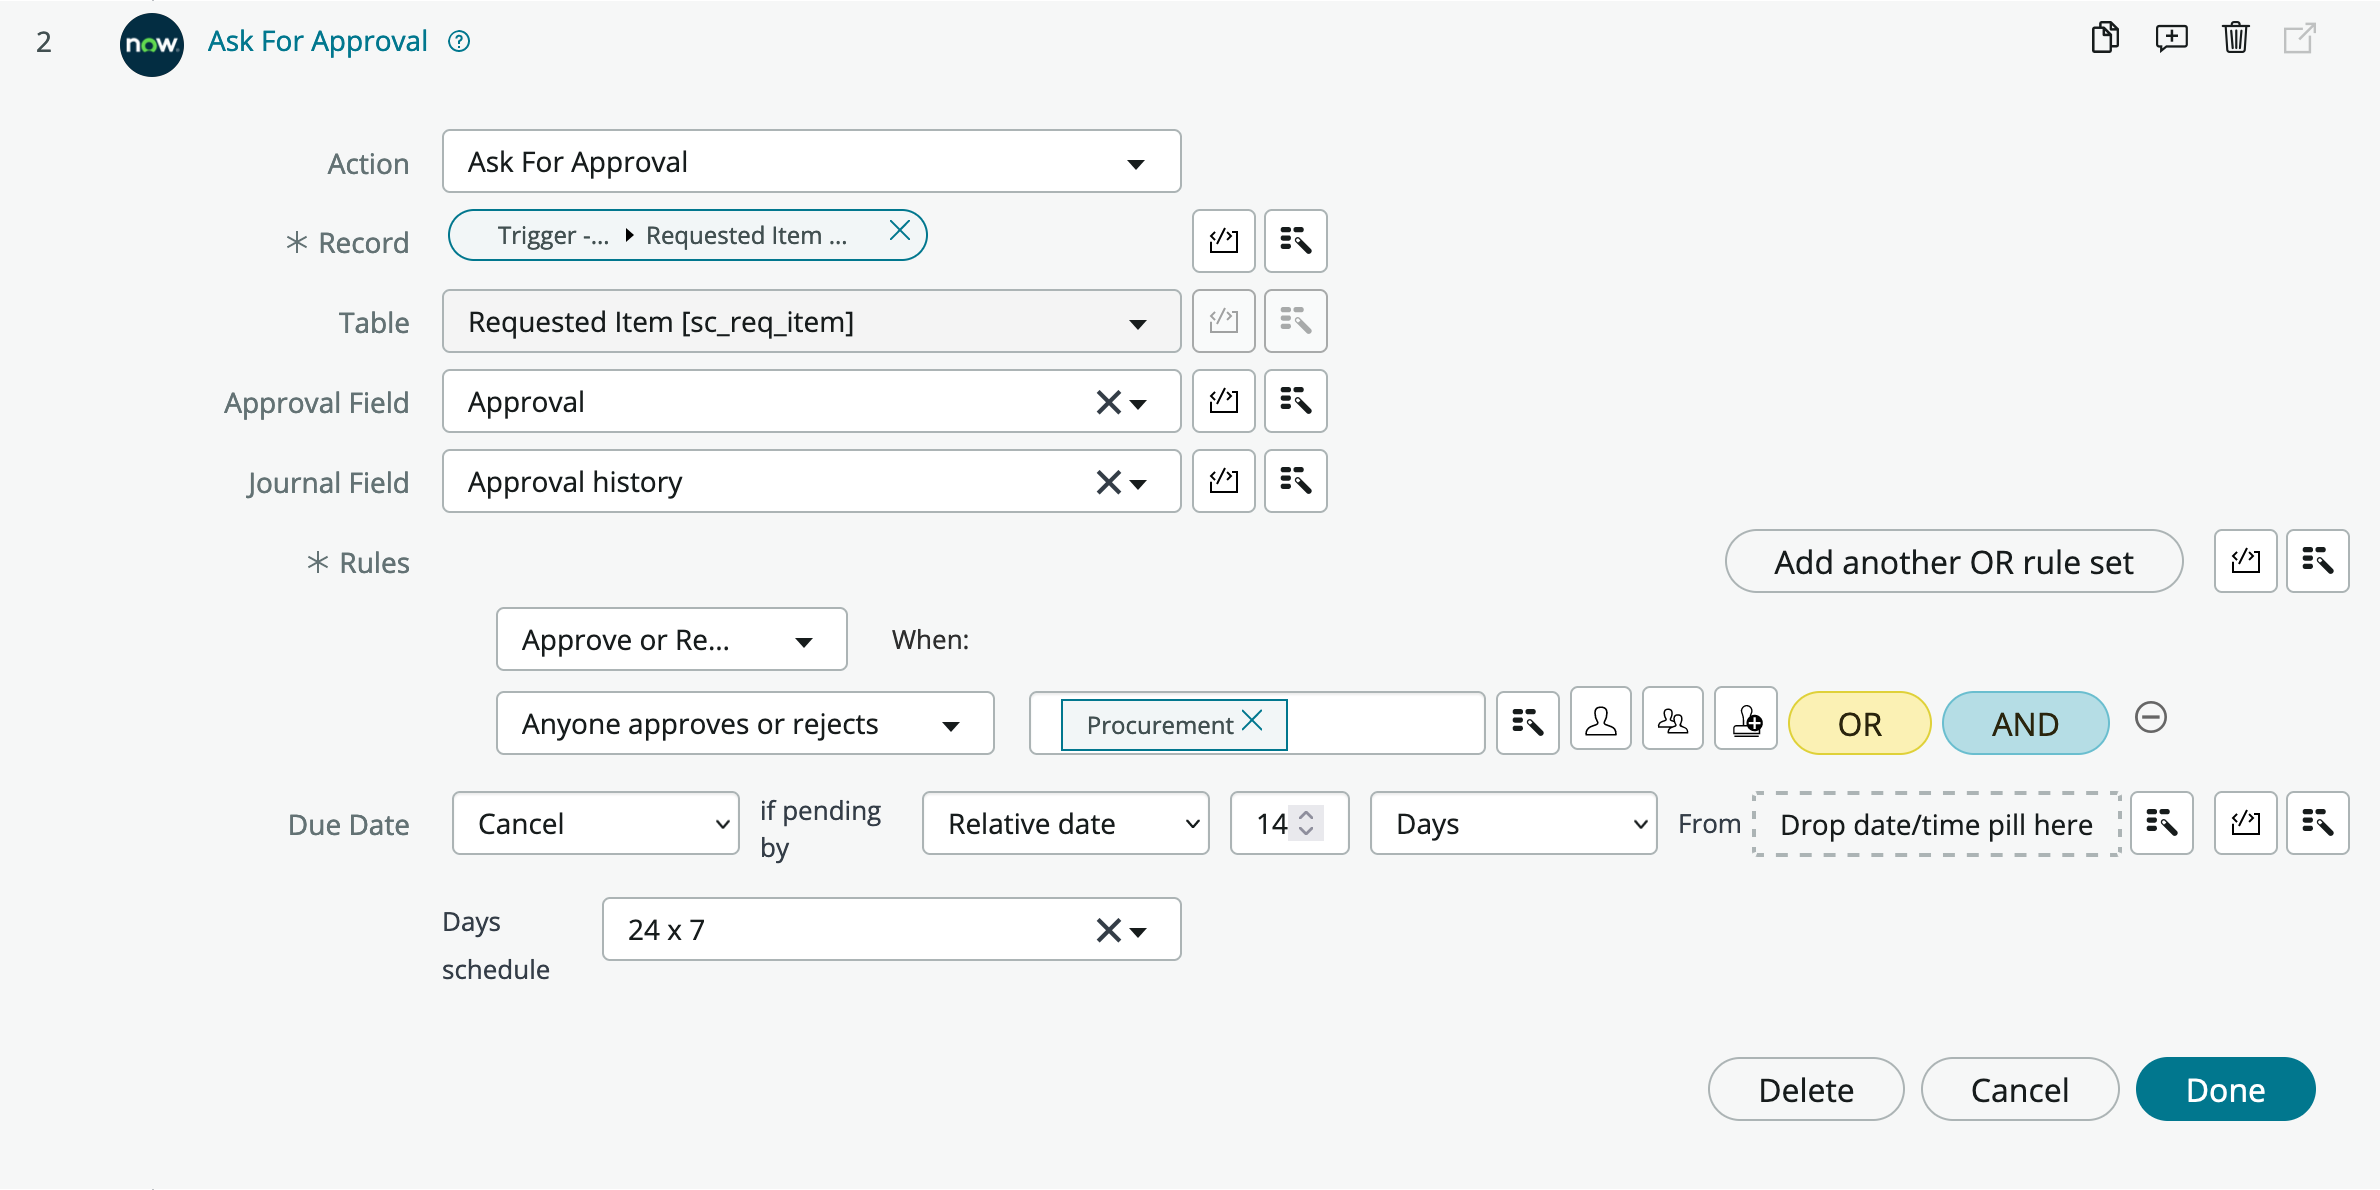 2
now.
Ask For Approval
Action
Ask For Approval
Record
Trigger -...
Requested Item ...
Table
Requested Item [sc_req_item]
Approval Field
Approval
Journal Field
Approval history
Rules
Add another OR rule set
Approve or Re...
When:
Anyone approves or rejects
Procurement
OR
AND
Due Date
Cancel
if pending
by
Relative date
14
Days
From
Drop date/time pill here
Days
schedule
24 x 7
Delete
Cancel
Done